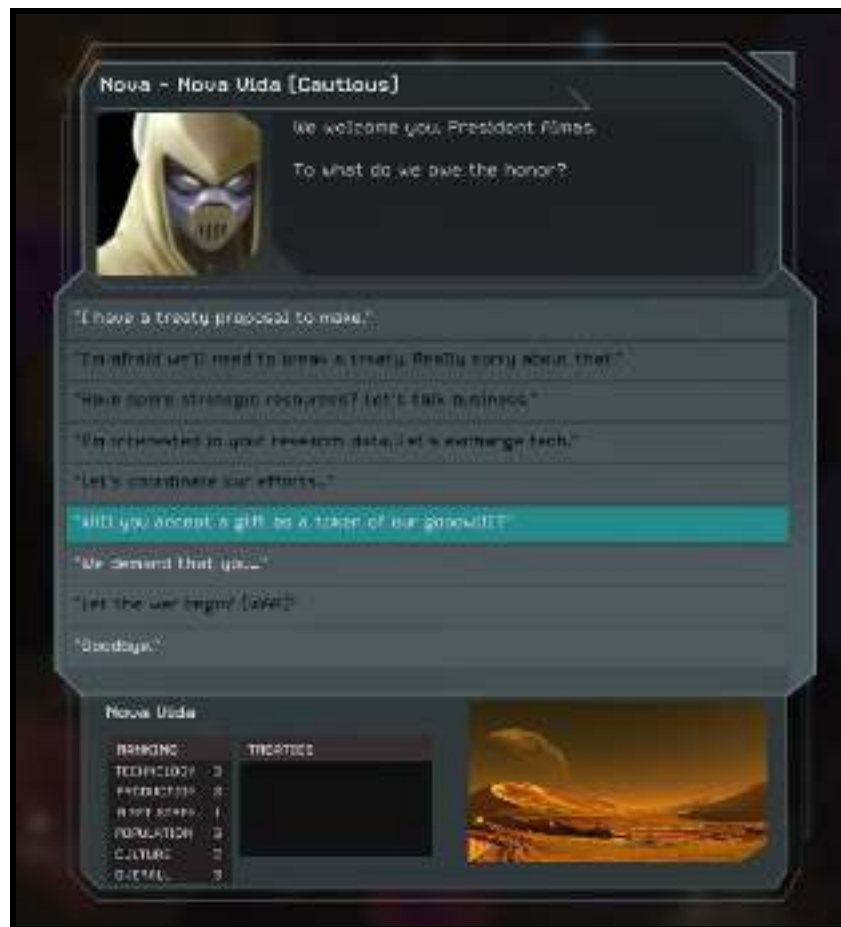 Nova - Nova Vida (Cautious)
We welcome you, President Almas.
To what do we owe the honor?
"I have a treaty proposal to make."
"I'm afraid we'll need to break a treaty. Really sorry about that."
"Have spare strategic resources? Let's talk business."
"I'm interested in your research data. Let's exchange tech."
"Let's coordinate our efforts..."
"Will you accept a gift as a token of our goodwill?"
"We demand that you..."
"Let the war begin! (WAR)"
"Goodbye."
Nova Vida
RANKING TREATIES
TECHNOLOGY
PRODUCTION
1
POPULATION
CULTURE
OVERALL